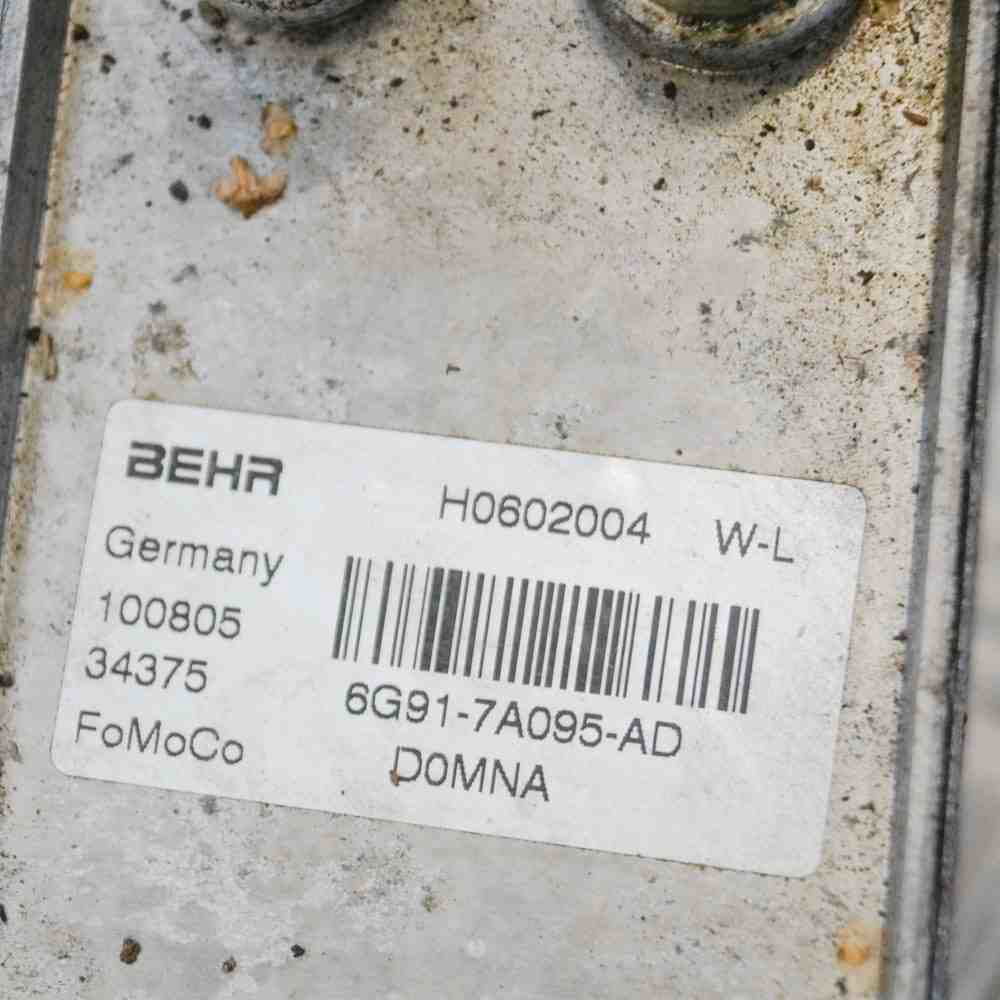 BEHR
H0602004 W-L
Germany
100805
34375
6G91-7A095-AD
FoMoCo
D0MNA